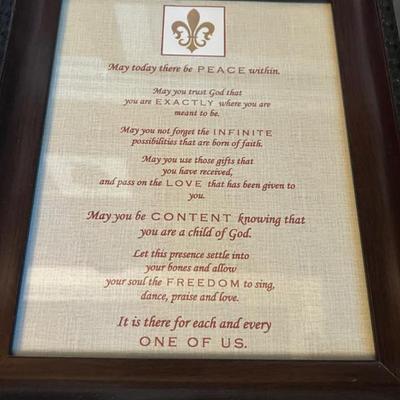 May today there be PEACE within.
May you trust God that
you are EXACTLY where you are
meant to be.
May you not forget the INFINITE
possibilities that are born of faith.
May you use those gifts that
you have received,
and pass on the LOVE that has been given to
you.
May you be CONTENT knowing that
you are a child of God.
Let this presence settle into
your bones and allow
your soul the FREEDOM to sing,
dance, praise and love.
It is there for each and every
ONE OF US.